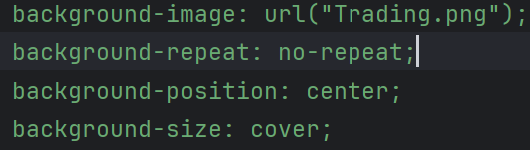 background-image: url("Trading.png");
background-repeat: no-repeat;
background-position: center;
background-size: cover;